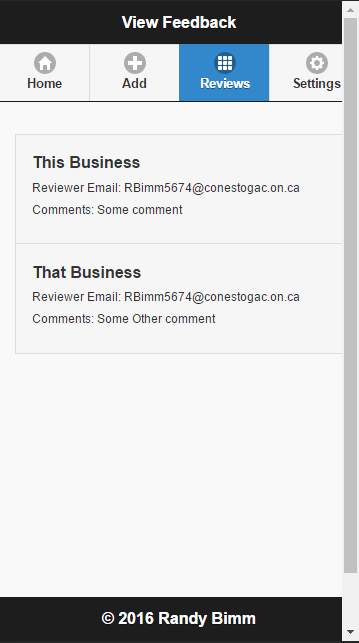 View Feedback
Home Add Reviews Settings
This Business
Reviewer Email: RBimm5674@conestogac.on.ca
Comments: Some comment
That Business
Reviewer Email: RBimm5674@conestogac.on.ca
Comments: Some Other comment
© 2016 Randy Bimm